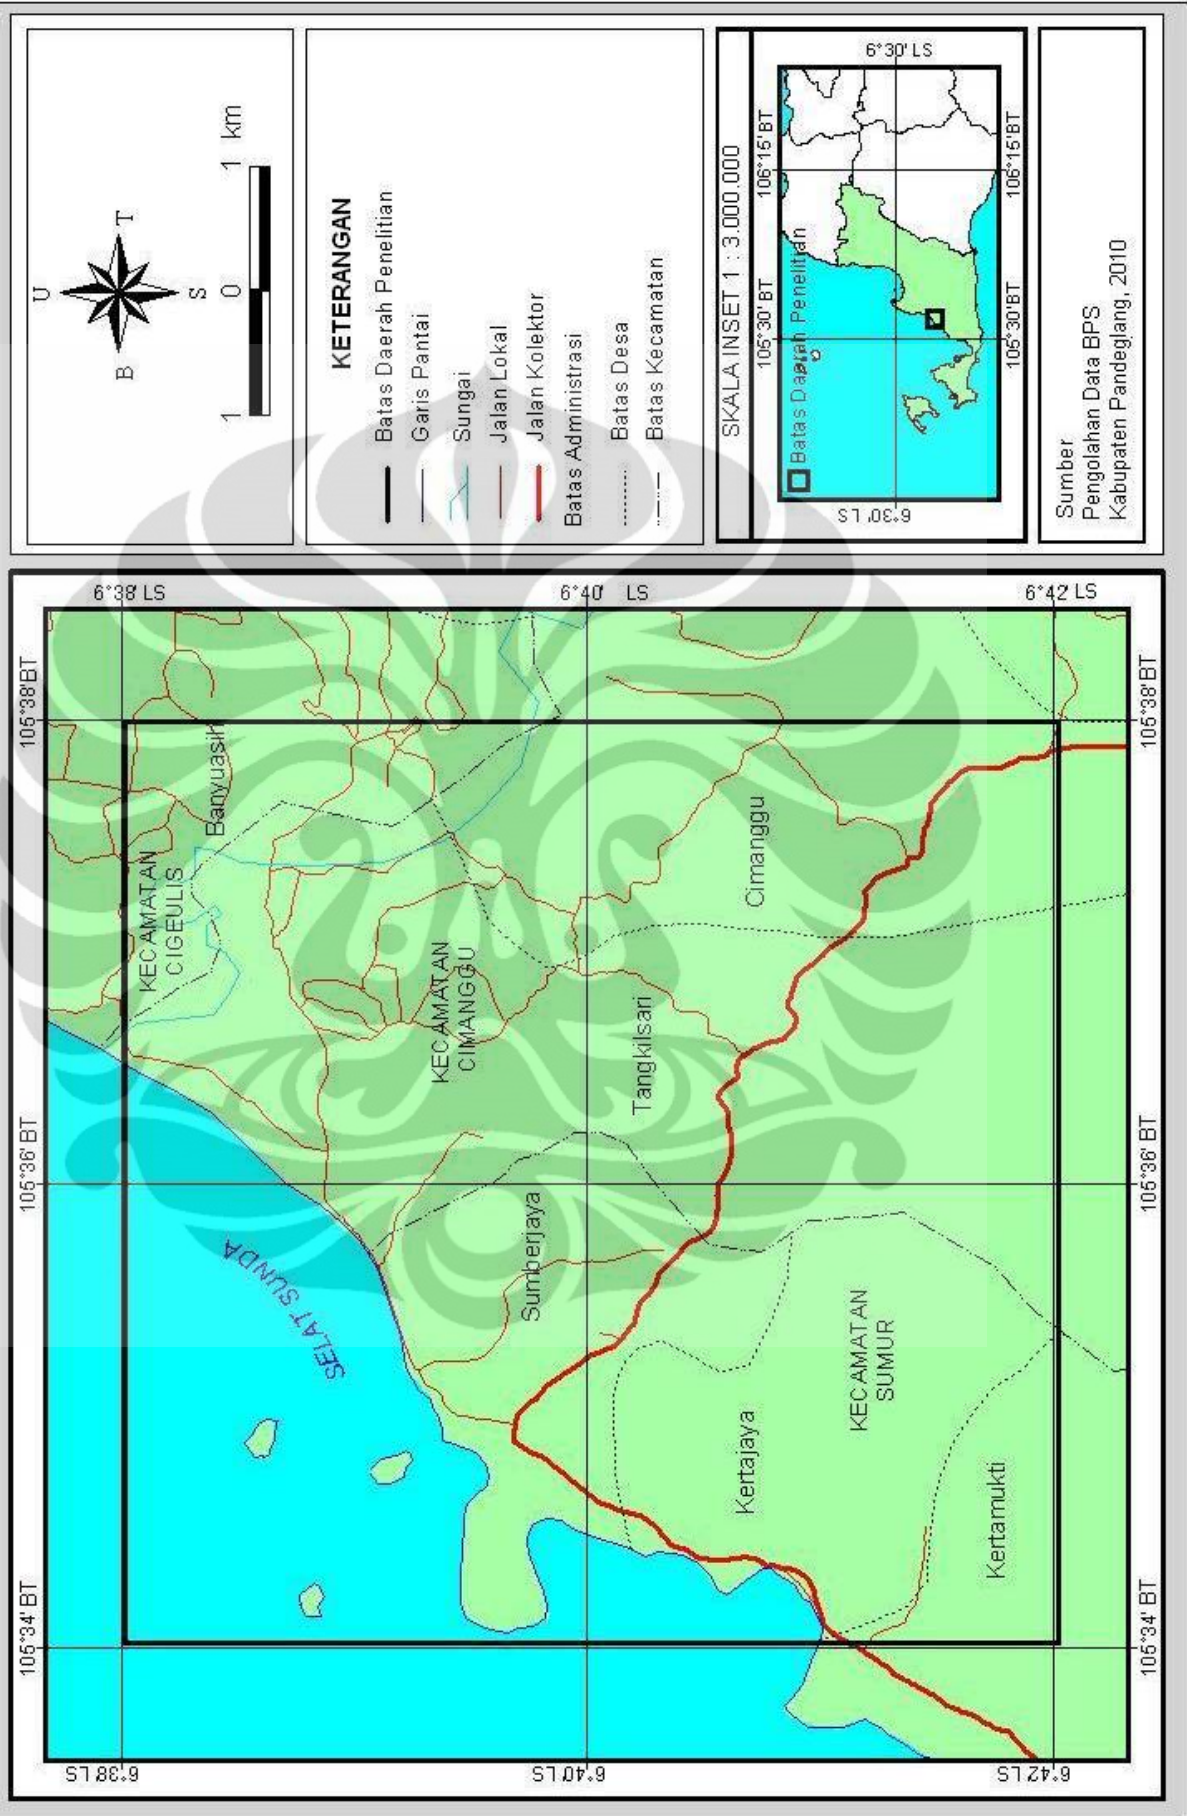 U
B
T
S
1 0 1 km
KETERANGAN
Batas Daerah Penelitian
Garis Pantai
Sungai
Jalan Lokal
Jalan Kolektor
Batas Administrasi
Batas Desa
Batas Kecamatan
SKALA INSET 1 : 3.000.000
105°30' BT
106°15' BT
Batas Daerah Penelitian
6°30' LS
6°30' LS
105°30'BT
106°15'BT
Sumber
Pengolahan Data BPS
Kabupaten Pandeglang, 2010
105°34' BT
105°36' BT
105°38'BT
6°38' LS
6°38' LS
KECAMATAN
CIGEULIS
Banyuasih
SELAT SUNDA
KECAMATAN
CIMANGGU
Sumberjaya
6°40' LS
6°40' LS
Tangkilsari
Kertajaya
Cimanggu
KECAMATAN
SUMUR
Kertamukti
6°42' LS
6°42' LS
105°34' BT
105°36' BT
105°38'BT